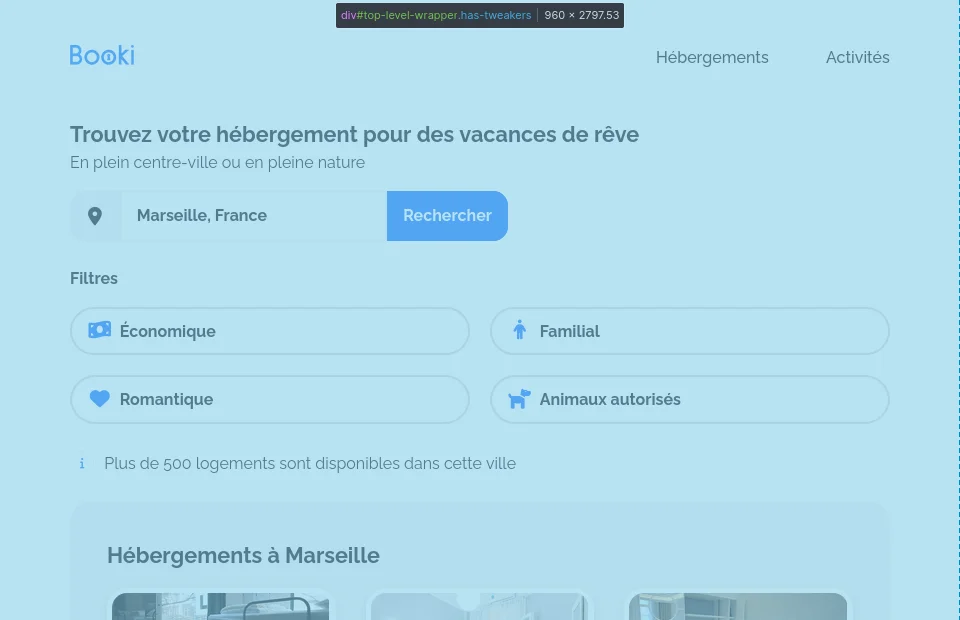 div#top-level-wrapper.has-tweakers | 960 × 2797.53
Booki
Hébergements
Activités
Trouvez votre hébergement pour des vacances de rêve
En plein centre-ville ou en pleine nature
Marseille, France
Rechercher
Filtres
Économique
Familial
Romantique
Animaux autorisés
Plus de 500 logements sont disponibles dans cette ville
Hébergements à Marseille